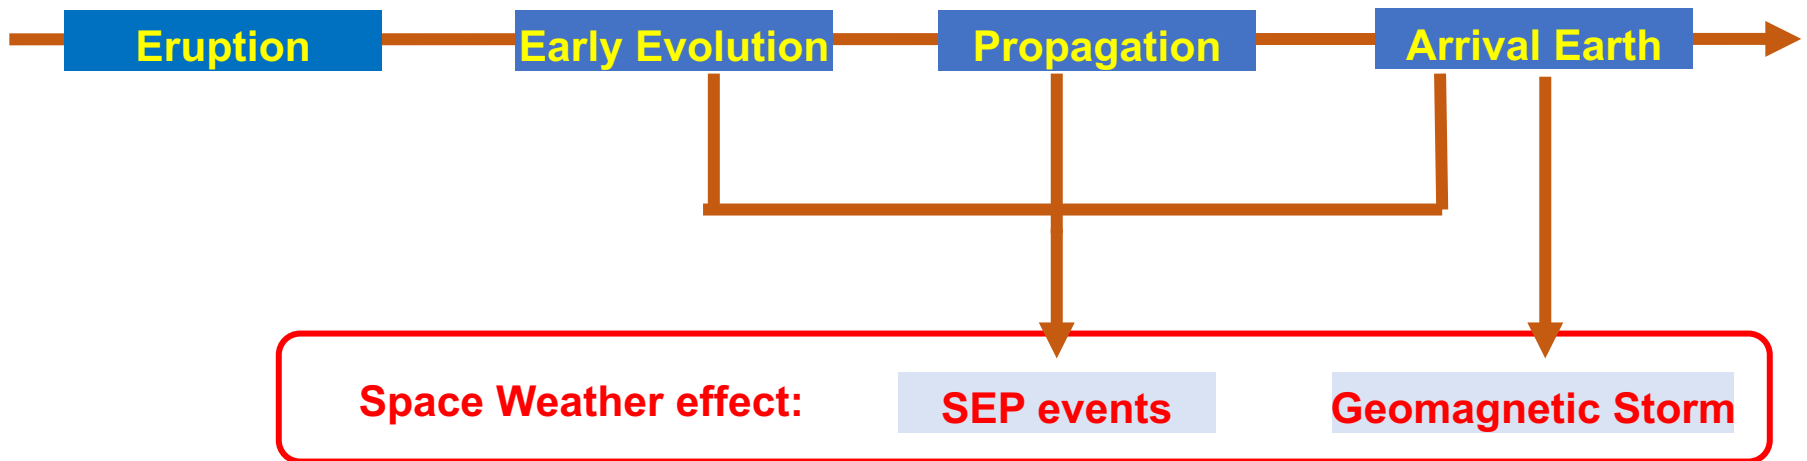 Eruption
Early Evolution
Propagation
Arrival Earth
Space Weather effect:
SEP events
Geomagnetic Storm